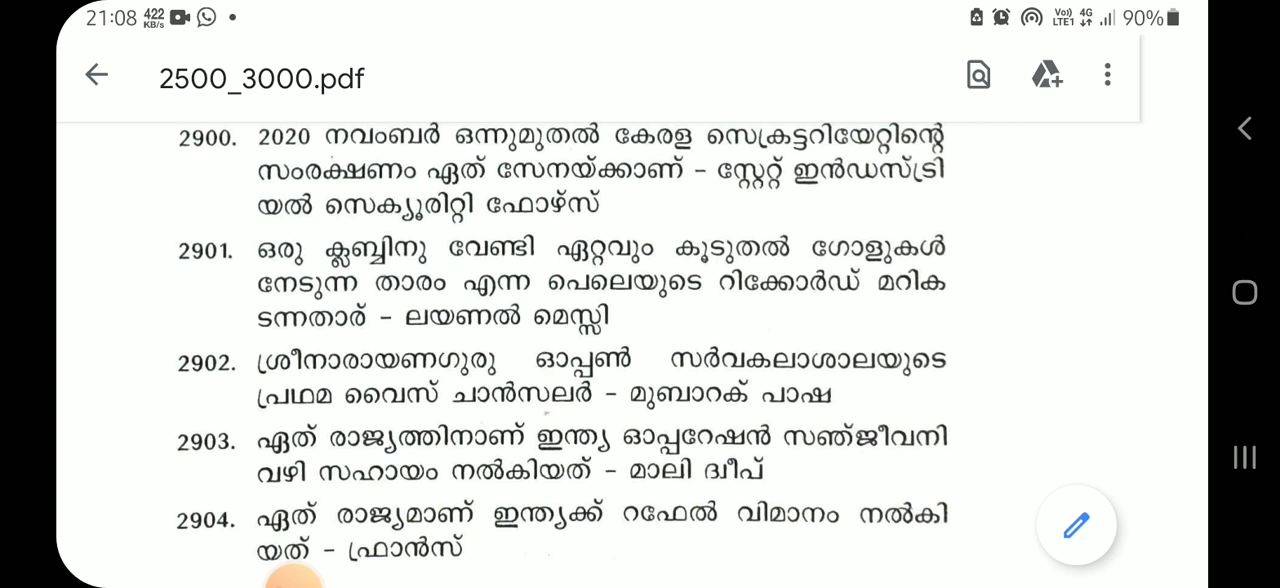 21:08 422 KB/s Vo)) LTE1 4G 90%
2500_3000.pdf
2900. 2020 നവംബർ ഒന്നുമുതൽ കേരള സെക്രട്ടറിയേറ്റിന്റെ
സംരക്ഷണം ഏത് സേനയ്ക്കാണ് - സ്റ്റേറ്റ് ഇൻഡസ്ട്രി
യൽ സെക്യൂരിറ്റി ഫോഴ്സ്
2901. ഒരു ക്ലബ്ബിനു വേണ്ടി ഏറ്റവും കൂടുതൽ ഗോളുകൾ
നേടുന്ന താരം എന്ന പെലെയുടെ റിക്കോർഡ് മറിക
ടന്നതാര് - ലയണൽ മെസ്സി
2902. ശ്രീനാരായണഗുരു ഓപ്പൺ സർവകലാശാലയുടെ
പ്രഥമ വൈസ് ചാൻസലർ - മുബാറക് പാഷ
2903. ഏത് രാജ്യത്തിനാണ് ഇന്ത്യ ഓപ്പറേഷൻ സഞ്ജീവനി
വഴി സഹായം നൽകിയത് - മാലി ദ്വീപ്
2904. ഏത് രാജ്യമാണ് ഇന്ത്യക്ക് റഫേൽ വിമാനം നൽകി
യത് - ഫ്രാൻസ്